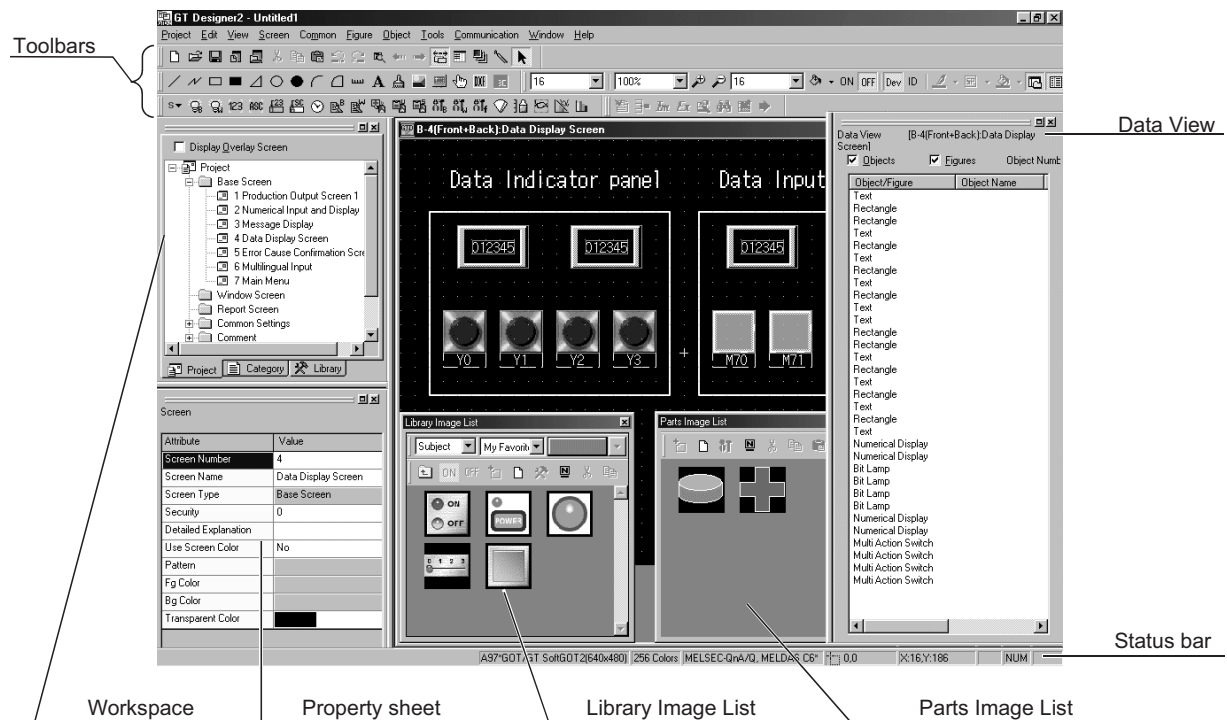 GT Designer2 - Untitled1
Project Edit View Screen Common Figure Object Tools Communication Window Help
Toolbars
16 100% 16 ON OFF Dev ID
123 ABC
Display Overlay Screen
Project
Base Screen
1 Production Output Screen 1
2 Numerical Input and Display
3 Message Display
4 Data Display Screen
5 Error Cause Confirmation Scre
6 Multilingual Input
7 Main Menu
Window Screen
Report Screen
Common Settings
Comment
Project Category Library
B-4(Front+Back):Data Display Screen
Data Indicator panel
Data Input
012345 012345 012345
Y0 Y1 Y2 Y3 M70 M71
Data View [B-4(Front+Back):Data Display Screen]
Data View
Objects Figures Object Numb
Object/Figure Object Name
Text
Rectangle
Rectangle
Text
Rectangle
Text
Rectangle
Text
Rectangle
Text
Text
Rectangle
Rectangle
Text
Rectangle
Text
Rectangle
Text
Rectangle
Text
Numerical Display
Numerical Display
Bit Lamp
Bit Lamp
Bit Lamp
Bit Lamp
Numerical Display
Numerical Display
Multi Action Switch
Multi Action Switch
Multi Action Switch
Multi Action Switch
Screen
Attribute Value
Screen Number 4
Screen Name Data Display Screen
Screen Type Base Screen
Security 0
Detailed Explanation
Use Screen Color No
Pattern
Fg Color
Bg Color
Transparent Color
Library Image List
Subject My Favorit
ON OFF
ON
OFF
POWER
0 1 2 3
Parts Image List
A97*GOT/GT SoftGOT2(640x480) 256 Colors MELSEC-QnA/Q, MELDAS C6* 0,0 X:16,Y:186 NUM
Status bar
Workspace Property sheet Library Image List Parts Image List